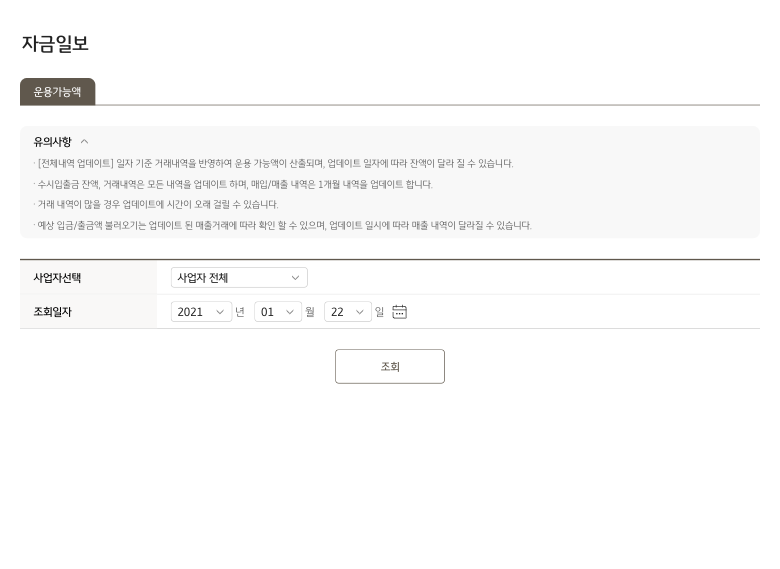 자금일보
운용가능액
유의사항
· [전체내역 업데이트] 일자 기준 거래내역을 반영하여 운용 가능액이 산출되며, 업데이트 일자에 따라 잔액이 달라 질 수 있습니다.
· 수시입출금 잔액, 거래내역은 모든 내역을 업데이트 하며, 매입/매출 내역은 1개월 내역을 업데이트 합니다.
· 거래 내역이 많을 경우 업데이트에 시간이 오래 걸릴 수 있습니다.
· 예상 입금/출금액 불러오기는 업데이트 된 매출거래에 따라 확인 할 수 있으며, 업데이트 일시에 따라 매출 내역이 달라질 수 있습니다.
사업자선택 사업자 전체
조회일자 2021 년 01 월 22 일
조회